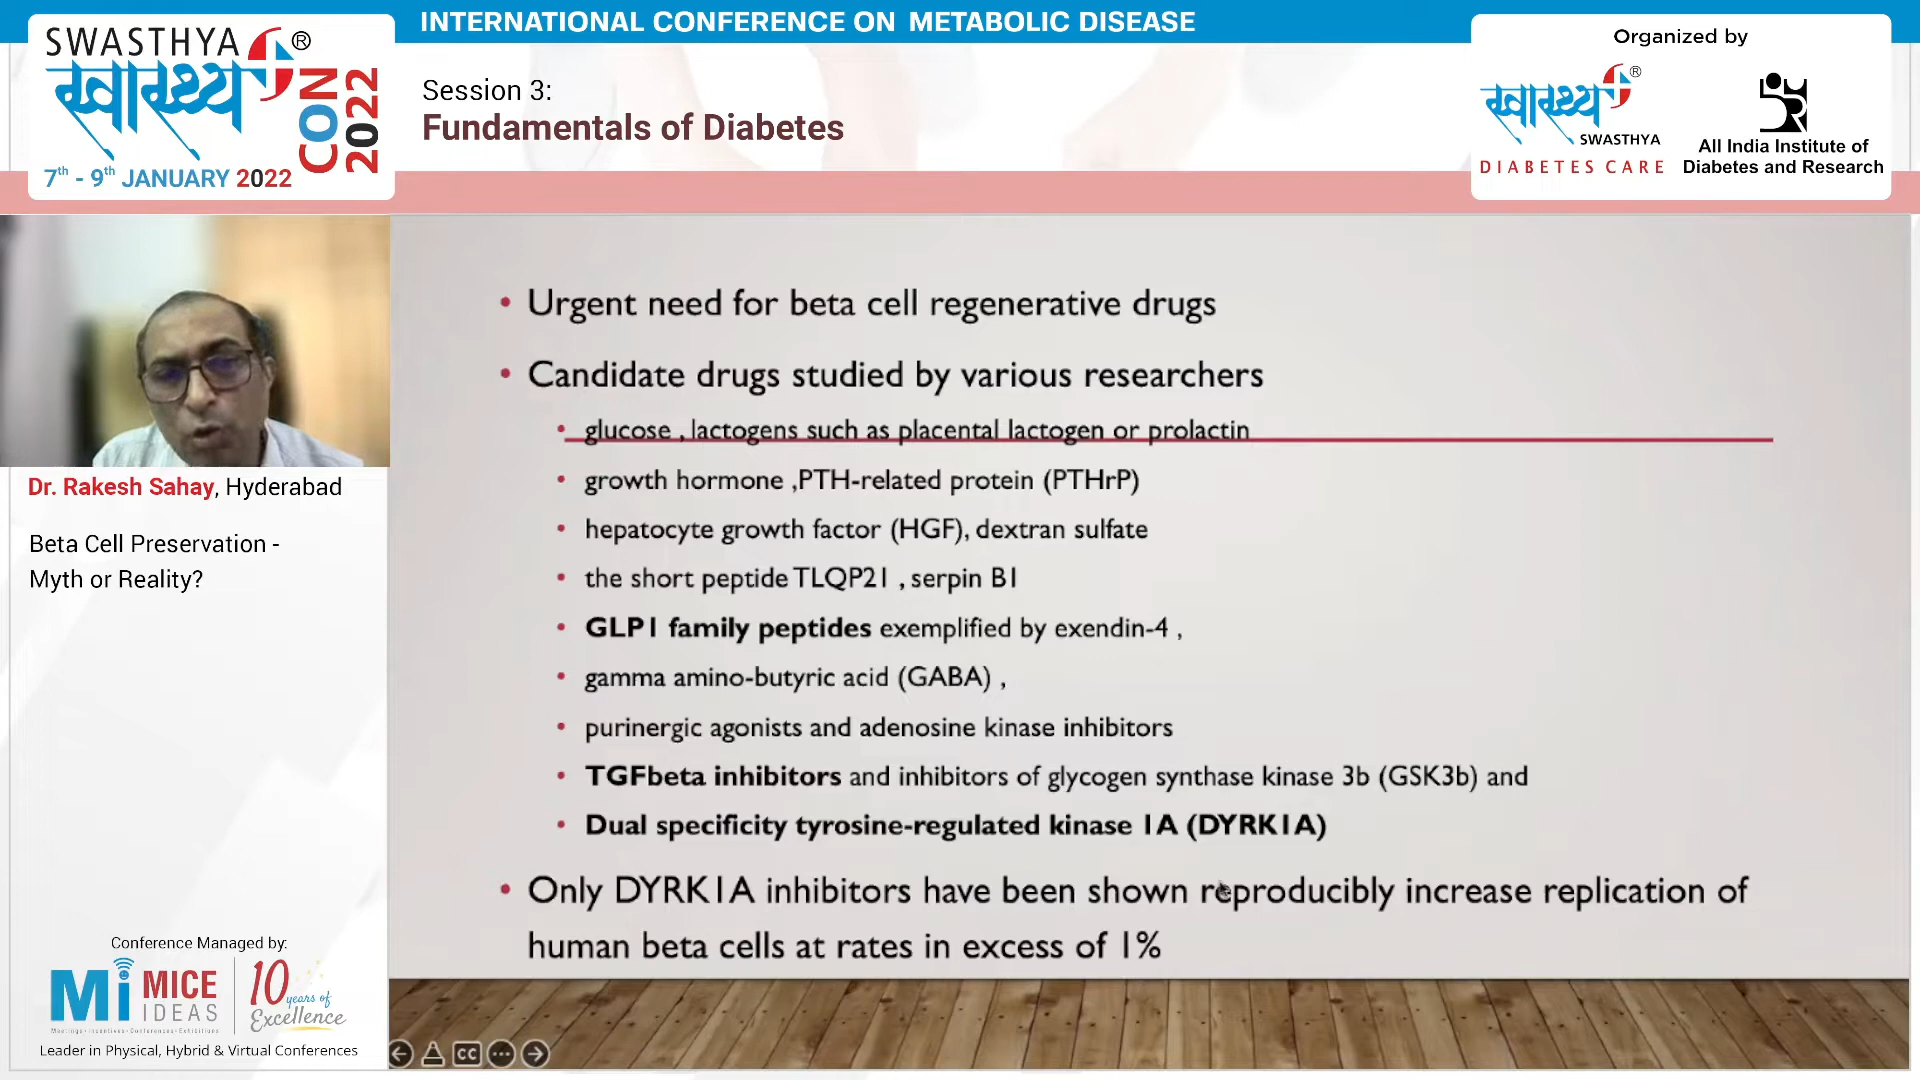 INTERNATIONAL CONFERENCE ON METABOLIC DISEASE
SWASTHYA ®
स्वास्थ्य
CON 2022
7th - 9th JANUARY 2022
Session 3:
Fundamentals of Diabetes
Organized by
स्वास्थ्य ®
SWASTHYA
DIABETES CARE
All India Institute of
Diabetes and Research
Dr. Rakesh Sahay, Hyderabad
Beta Cell Preservation -
Myth or Reality?
• Urgent need for beta cell regenerative drugs
• Candidate drugs studied by various researchers
• glucose , lactogens such as placental lactogen or prolactin
• growth hormone ,PTH-related protein (PTHrP)
• hepatocyte growth factor (HGF), dextran sulfate
• the short peptide TLQP21 , serpin B1
• GLP1 family peptides exemplified by exendin-4 ,
• gamma amino-butyric acid (GABA) ,
• purinergic agonists and adenosine kinase inhibitors
• TGFbeta inhibitors and inhibitors of glycogen synthase kinase 3b (GSK3b) and
• Dual specificity tyrosine-regulated kinase 1A (DYRK1A)
• Only DYRK1A inhibitors have been shown reproducibly increase replication of
human beta cells at rates in excess of 1%
Conference Managed by:
Mi MICE
IDEAS
Meetings • Incentives • Conferences • Exhibitions
10
years of
Excellence
Leader in Physical, Hybrid & Virtual Conferences
CC